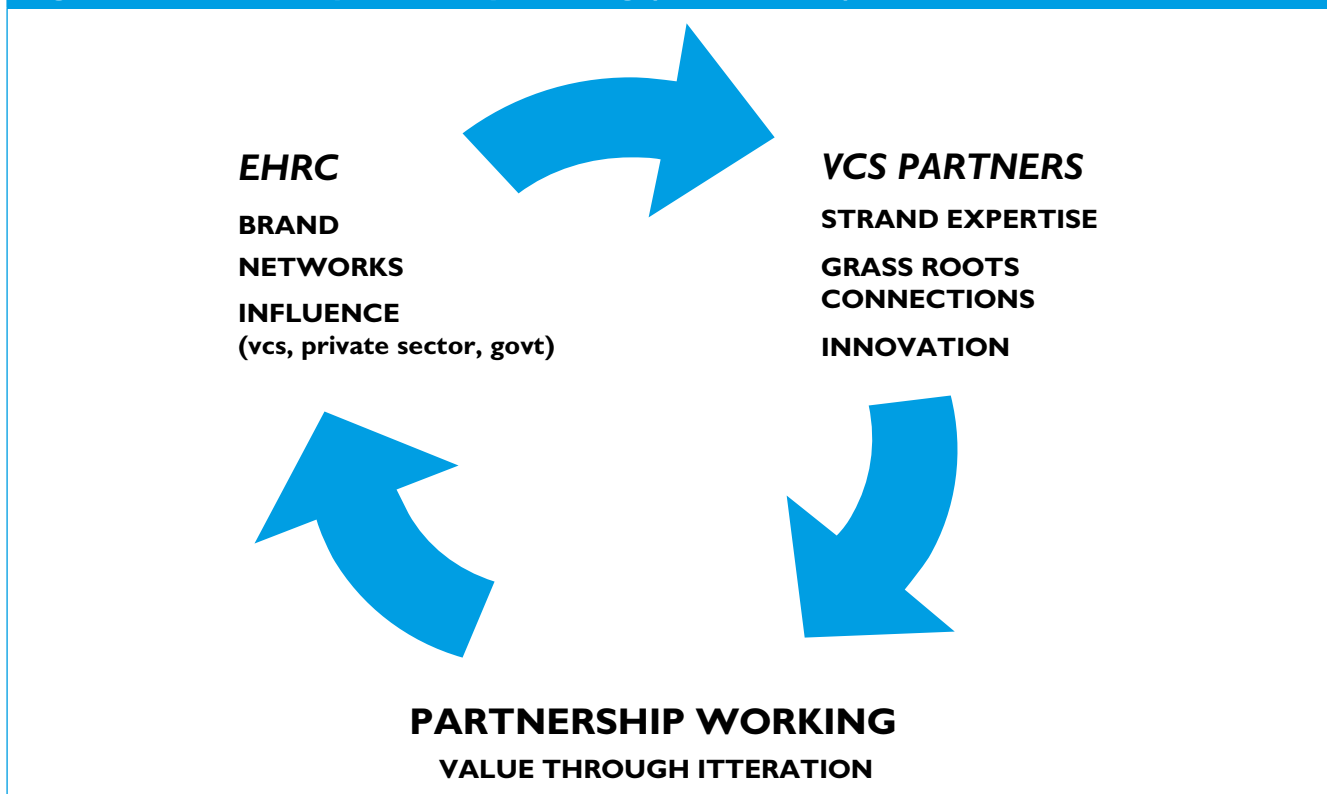 EHRC
BRAND
NETWORKS
INFLUENCE
(vcs, private sector, govt)
VCS PARTNERS
STRAND EXPERTISE
GRASS ROOTS
CONNECTIONS
INNOVATION
PARTNERSHIP WORKING
VALUE THROUGH ITTERATION